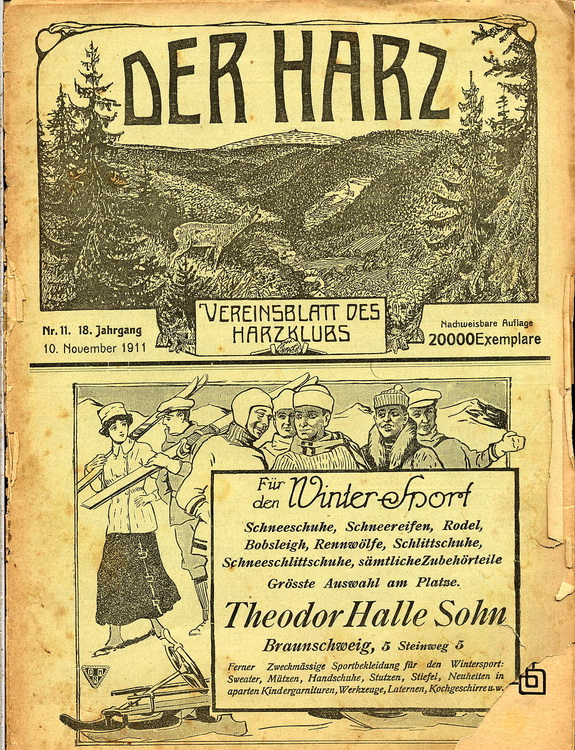 DER HARZ
VEREINSBLATT DES
HARZKLUBS
Nr. 11. 18. Jahrgang
10. November 1911
Nachweisbare Auflage
20000 Exemplare
Für
den Winter-Sport
Schneeschuhe, Schneereifen, Rodel,
Bobsleigh, Rennwölfe, Schlittschuhe,
Schneeschlittschuhe, sämtliche Zubehörteile
Grösste Auswahl am Platze.
Theodor Halle Sohn
Braunschweig, 5 Steinweg 5
Ferner Zweckmässige Sportbekleidung für den Wintersport:
Sweater, Mützen, Handschuhe, Stutzen, Stiefel, Neuheiten in
aparten Kindergarnituren, Werkzeuge, Laternen, Kochgeschirre u.w.